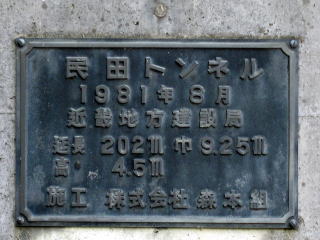 民田トンネル
1981年8月
近畿地方建設局
延長 202m 巾 9.25m
高 4.5m
施工 株式会社 森本組